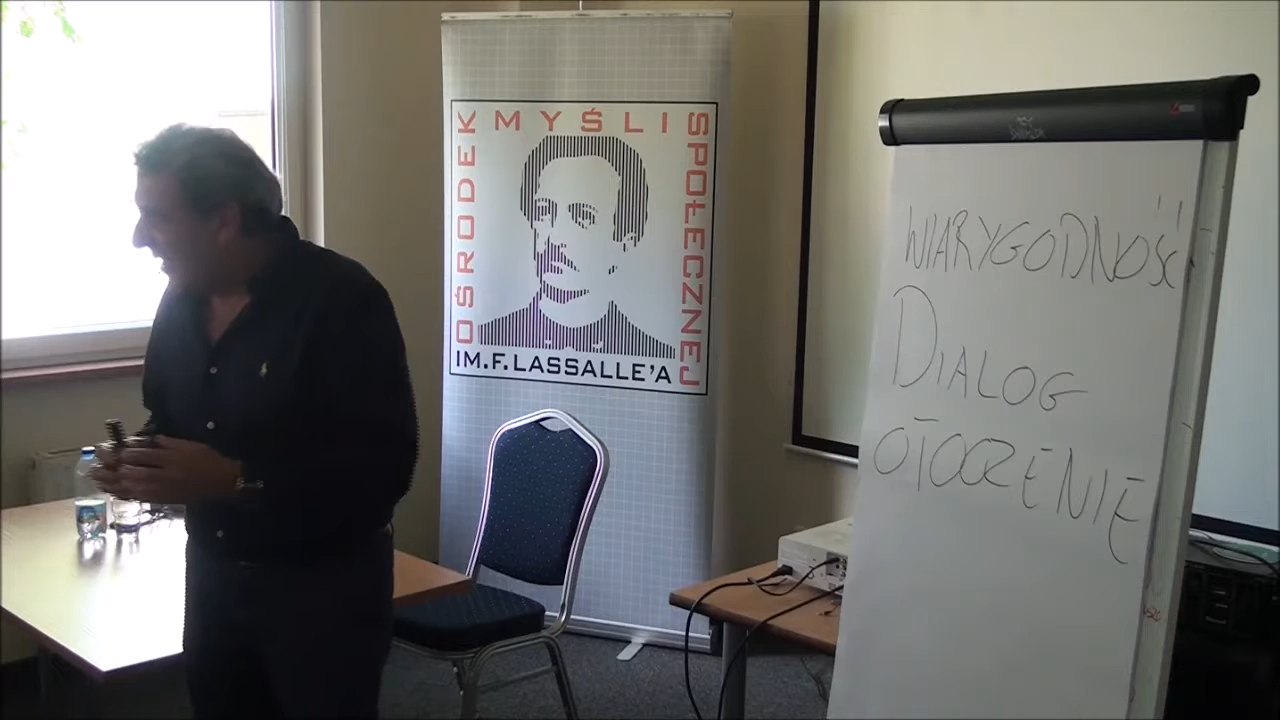 OŚRODEK MYŚLI SPOŁECZNEJ
IM. F. LASSALLE'A
WIARYGODNOŚĆ
DIALOG
OTOCZENIE